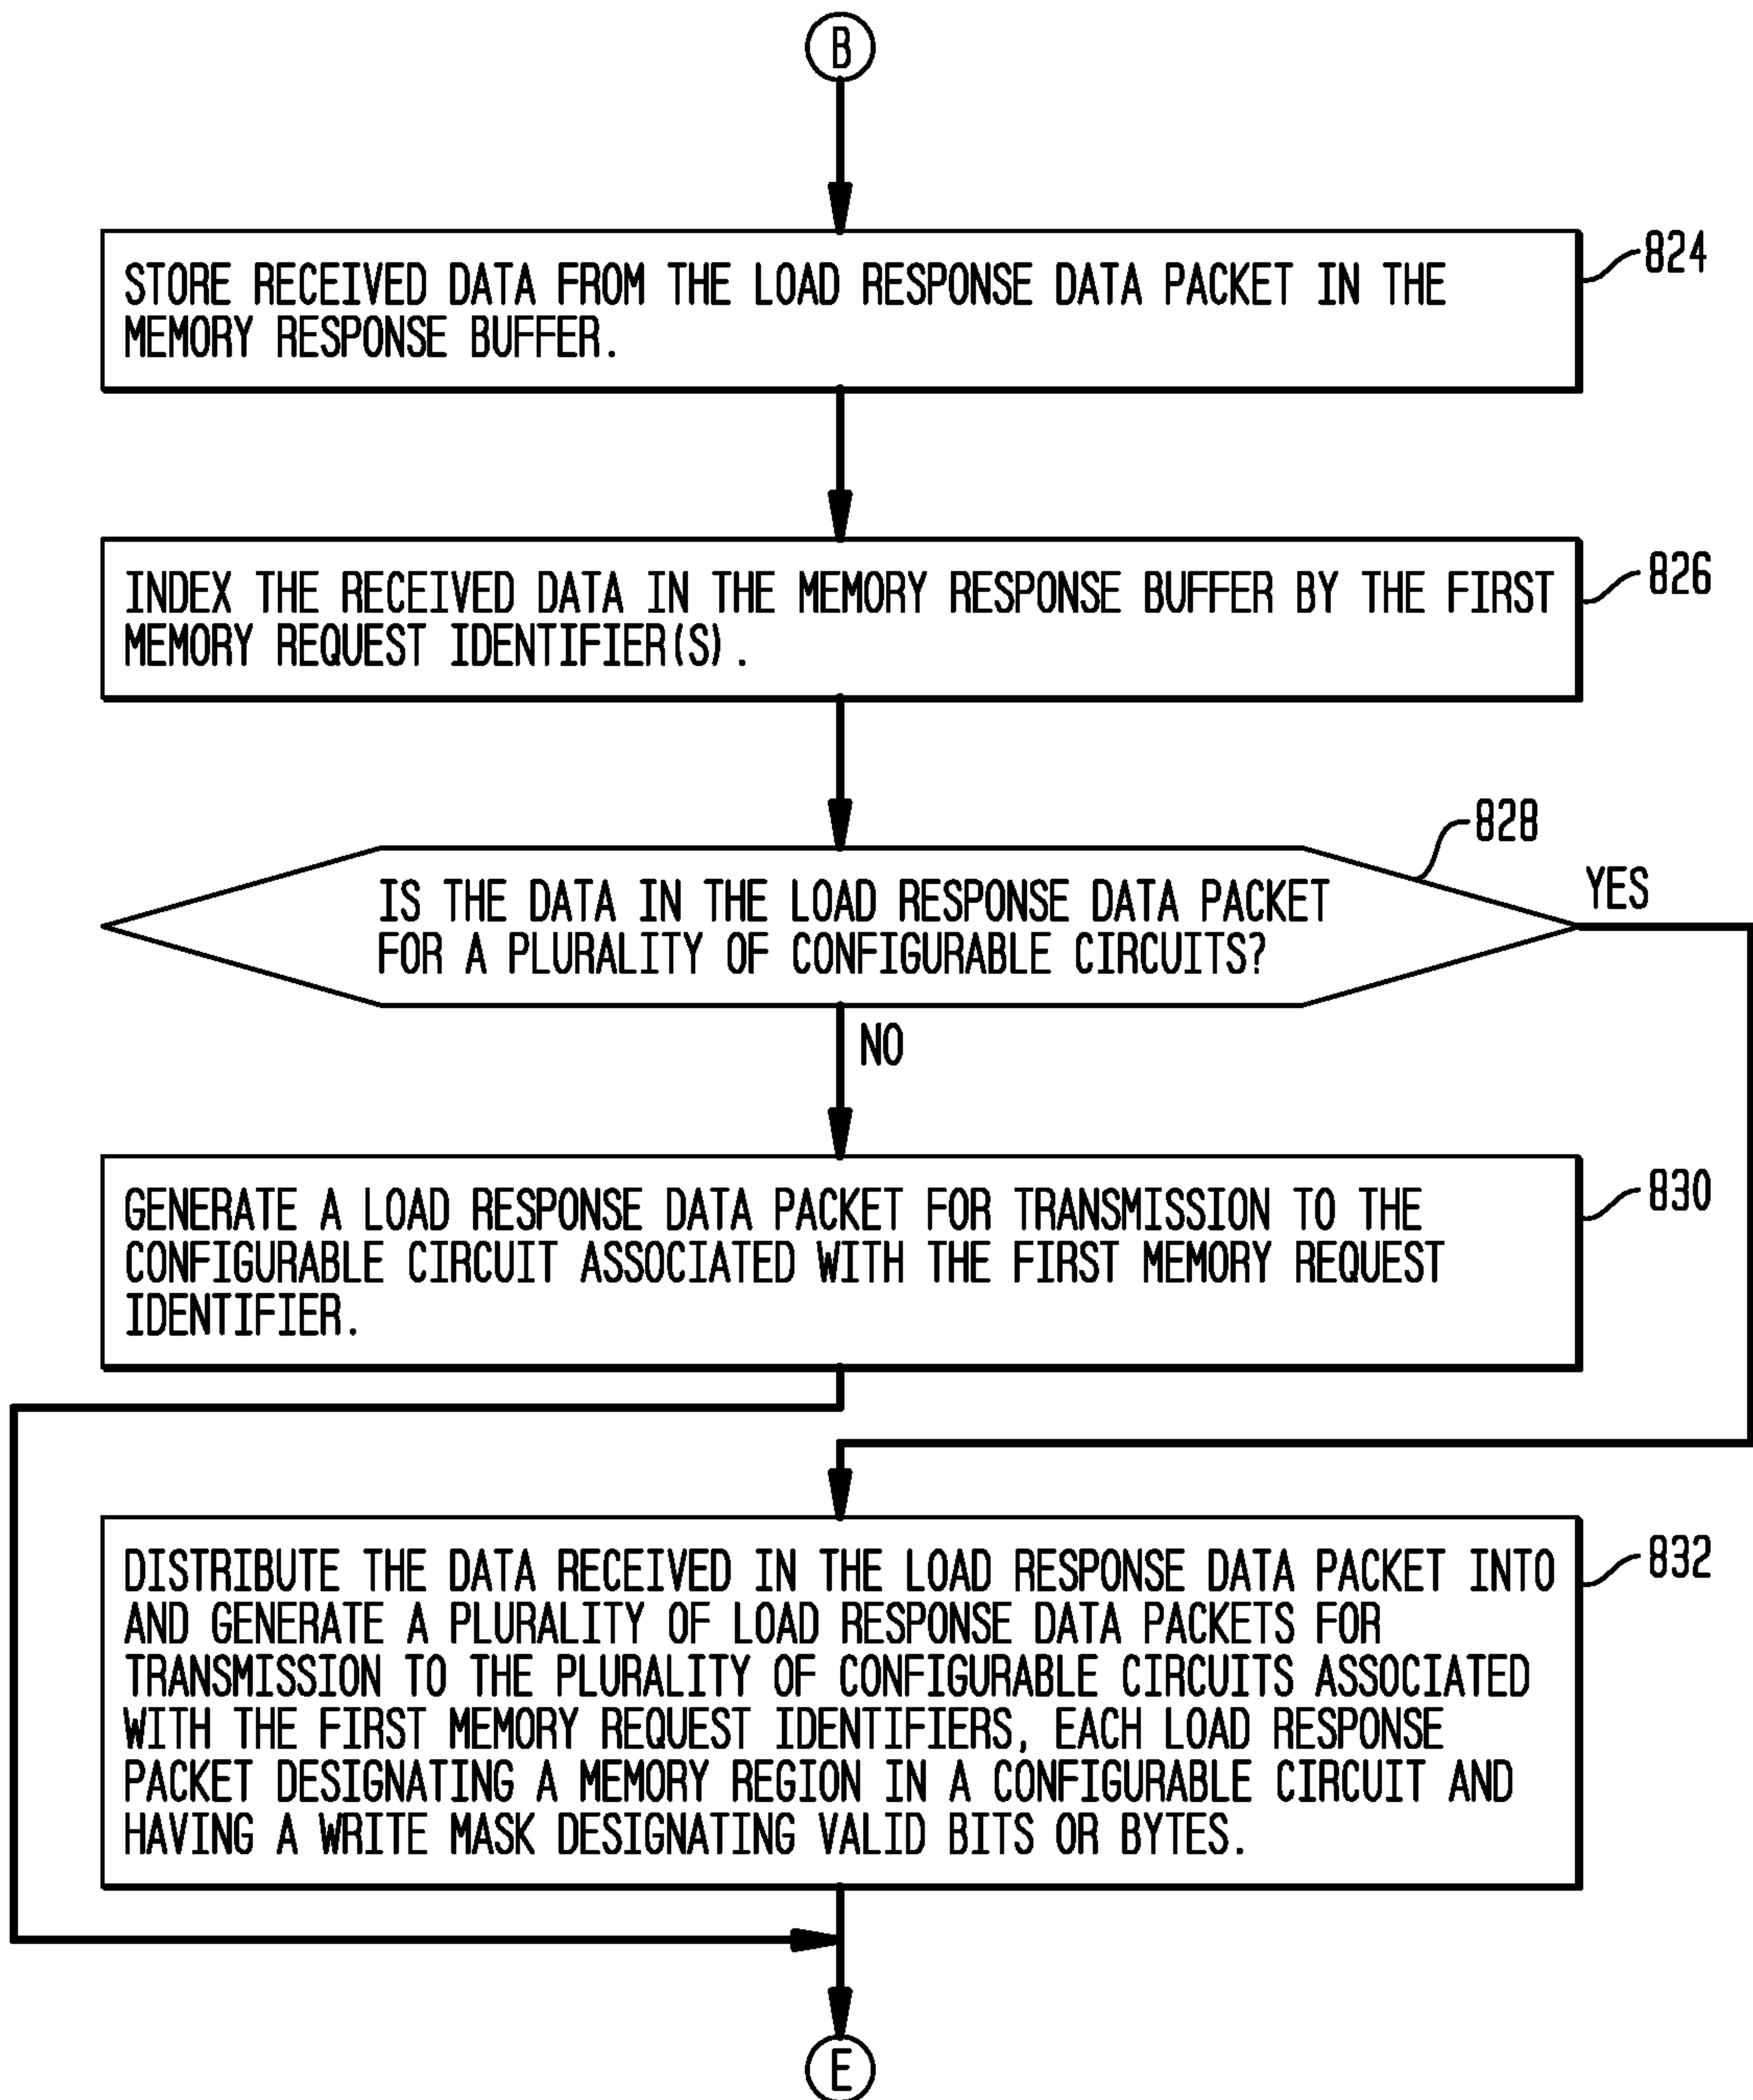 B
824
STORE RECEIVED DATA FROM THE LOAD RESPONSE DATA PACKET IN THE
MEMORY RESPONSE BUFFER.
826
INDEX THE RECEIVED DATA IN THE MEMORY RESPONSE BUFFER BY THE FIRST
MEMORY REQUEST IDENTIFIER(S).
828
IS THE DATA IN THE LOAD RESPONSE DATA PACKET
FOR A PLURALITY OF CONFIGURABLE CIRCUITS?
YES
NO
830
GENERATE A LOAD RESPONSE DATA PACKET FOR TRANSMISSION TO THE
CONFIGURABLE CIRCUIT ASSOCIATED WITH THE FIRST MEMORY REQUEST
IDENTIFIER.
832
DISTRIBUTE THE DATA RECEIVED IN THE LOAD RESPONSE DATA PACKET INTO
AND GENERATE A PLURALITY OF LOAD RESPONSE DATA PACKETS FOR
TRANSMISSION TO THE PLURALITY OF CONFIGURABLE CIRCUITS ASSOCIATED
WITH THE FIRST MEMORY REQUEST IDENTIFIERS, EACH LOAD RESPONSE
PACKET DESIGNATING A MEMORY REGION IN A CONFIGURABLE CIRCUIT AND
HAVING A WRITE MASK DESIGNATING VALID BITS OR BYTES.
E